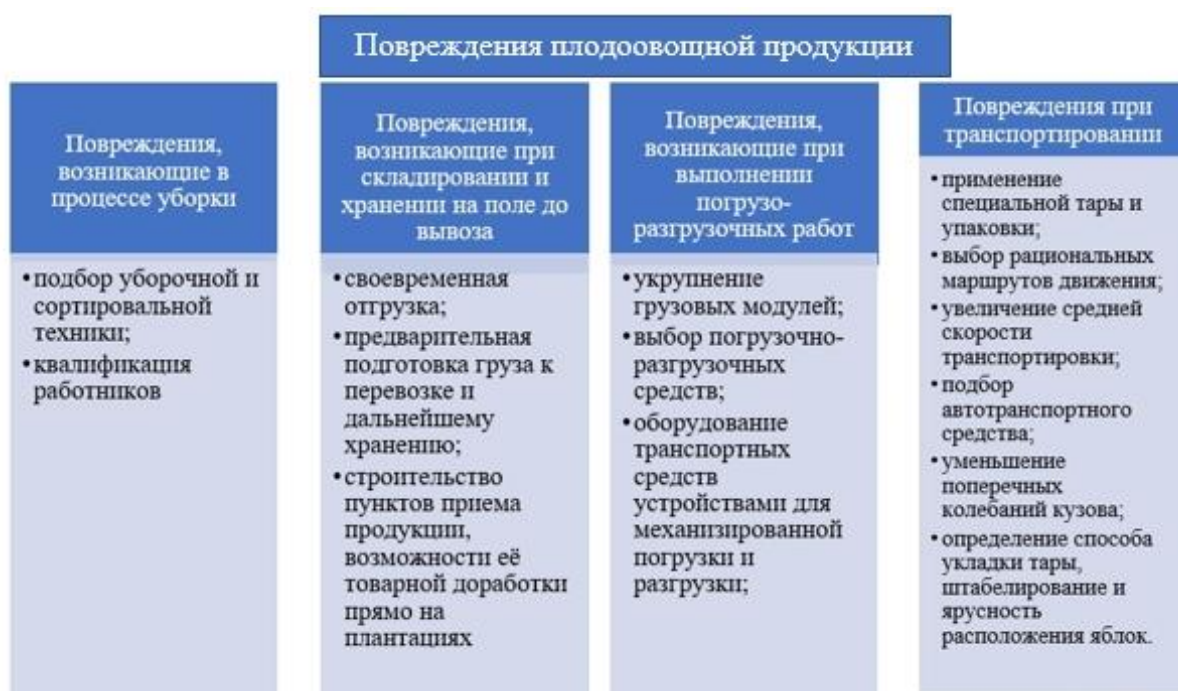 Повреждения плодоовощной продукции
Повреждения,
возникающие в
процессе уборки
•подбор уборочной и
сортировальной
техники;
•квалификация
работников
Повреждения,
возникающие при
складировании и
хранении на поле до
вывоза
•своевременная
отгрузка;
•предварительная
подготовка груза к
перевозке и
дальнейшему
хранению;
•строительство
пунктов приема
продукции,
возможности её
товарной доработки
прямо на
плантациях
Повреждения,
возникающие при
выполнении
погрузо-
разгрузочных работ
•укрупнение
грузовых модулей;
•выбор погрузочно-
разгрузочных
средств;
•оборудование
транспортных
средств
устройствами для
механизированной
погрузки и
разгрузки;
Повреждения при
транспортировании
•применение
специальной тары и
упаковки;
•выбор рациональных
маршрутов движения;
•увеличение средней
скорости
транспортировки;
•подбор
автотранспортного
средства;
•уменьшение
поперечных
колебаний кузова;
•определение способа
укладки тары,
штабелирование и
ярусность
расположения яблок.